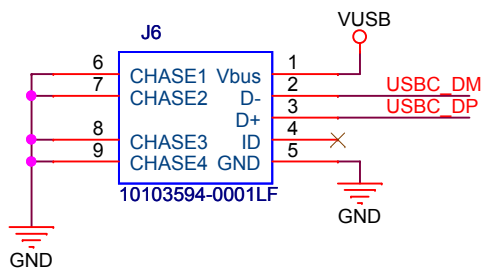 J6
VUSB
6 CHASE1 Vbus 1
7 CHASE2 D- 2 USBC_DM
D+ 3 USBC_DP
8 CHASE3 ID 4
9 CHASE4 GND 5
10103594-0001LF
GND
GND